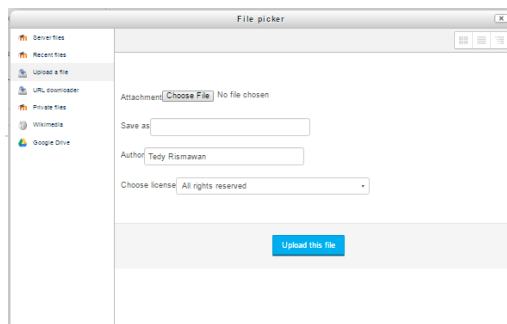 File picker
Server files
Recent files
Upload a file
URL downloader
Private files
Wikimedia
Google Drive
Attachment Choose File No file chosen
Save as
Author Tedy Rismawan
Choose license All rights reserved
Upload this file